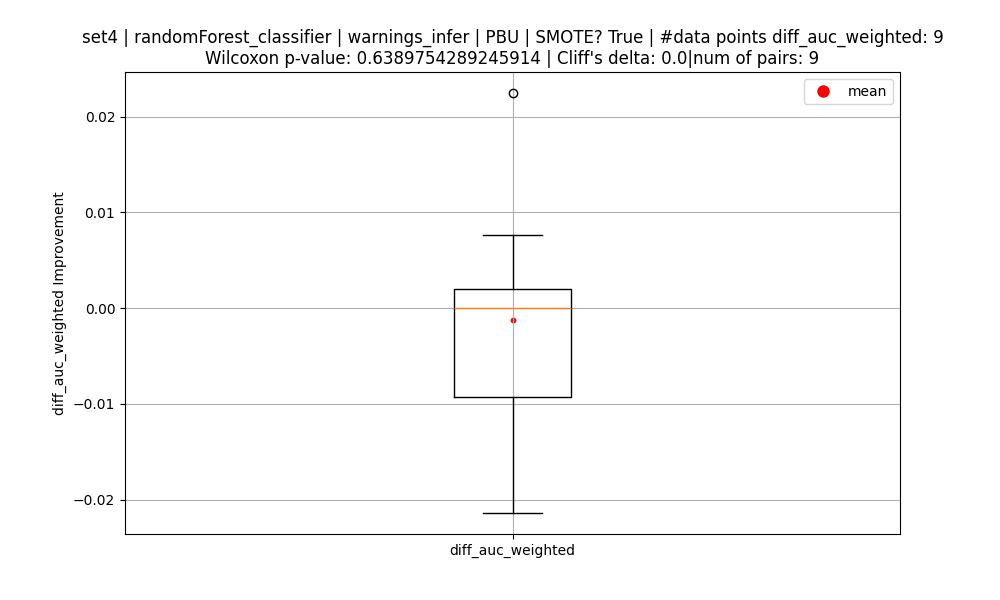 set4 | randomForest_classifier | warnings_infer | PBU | SMOTE? True | #data points diff_auc_weighted: 9
Wilcoxon p-value: 0.6389754289245914 | Cliff's delta: 0.0|num of pairs: 9
mean
0.02
0.01
0.00
−0.01
−0.02
diff_auc_weighted Improvement
diff_auc_weighted